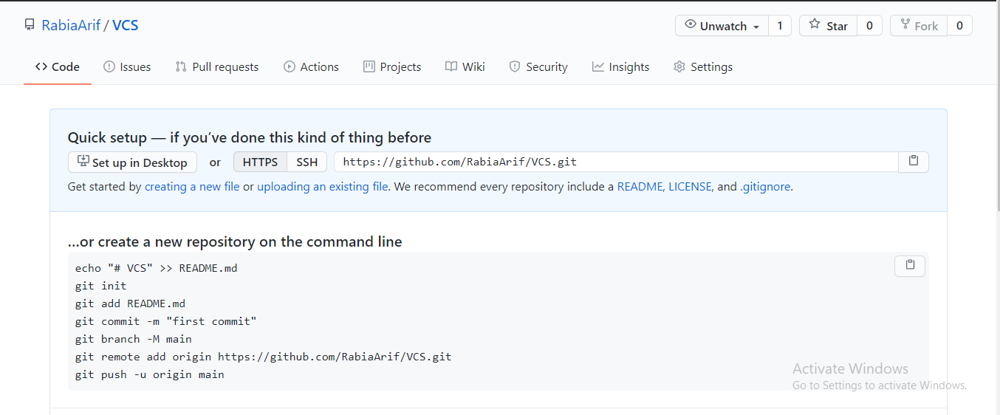 RabiaArif / VCS
Unwatch 1 Star 0 Fork 0
Code Issues Pull requests Actions Projects Wiki Security Insights Settings
Quick setup — if you’ve done this kind of thing before
Set up in Desktop or HTTPS SSH https://github.com/RabiaArif/VCS.git
Get started by creating a new file or uploading an existing file. We recommend every repository include a README, LICENSE, and .gitignore.
…or create a new repository on the command line
echo "# VCS" >> README.md
git init
git add README.md
git commit -m "first commit"
git branch -M main
git remote add origin https://github.com/RabiaArif/VCS.git
git push -u origin main
Activate Windows
Go to Settings to activate Windows.